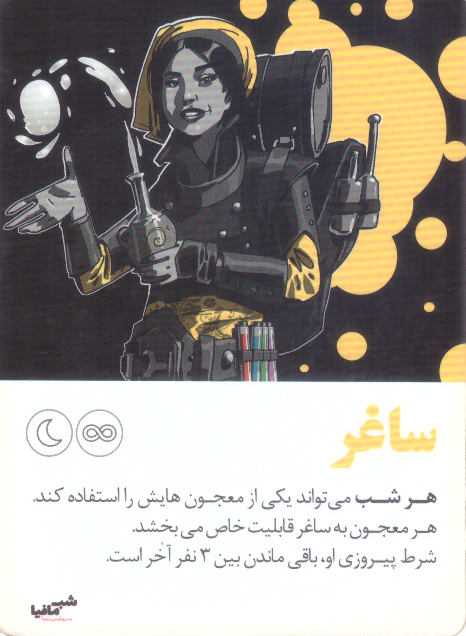 ساغر
هر شب می‌تواند یکی از معجون هایش را استفاده کند.
هر معجون به ساغر قابلیت خاص می بخشد.
شرط پیروزی او، باقی ماندن بین ۳ نفر آخر است.
شب
مافیا